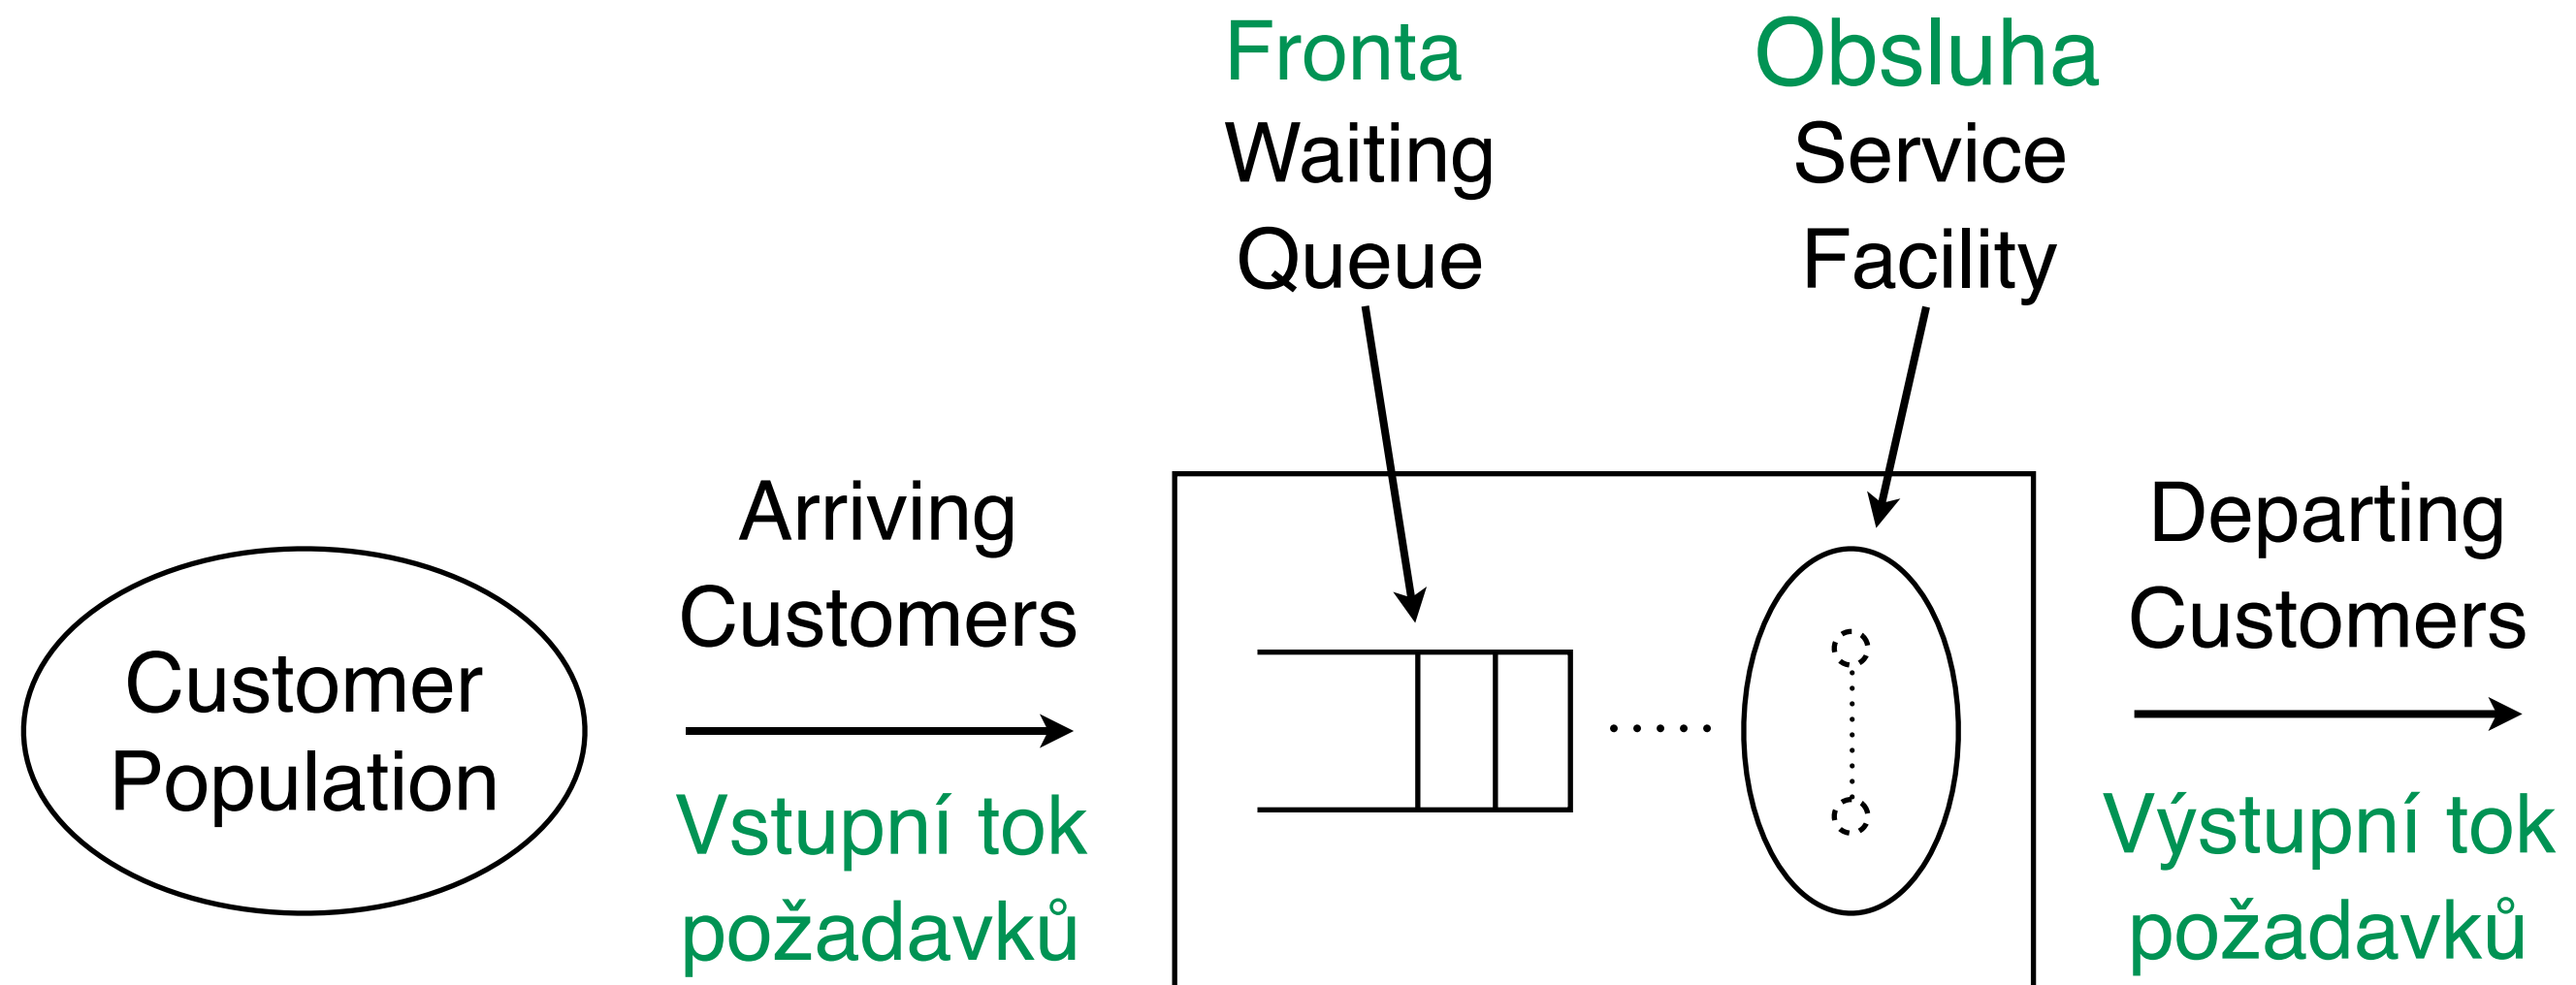 Fronta
Waiting
Queue
Obsluha
Service
Facility
Customer
Population
Arriving
Customers
Vstupní tok
požadavků
Departing
Customers
Výstupní tok
požadavků